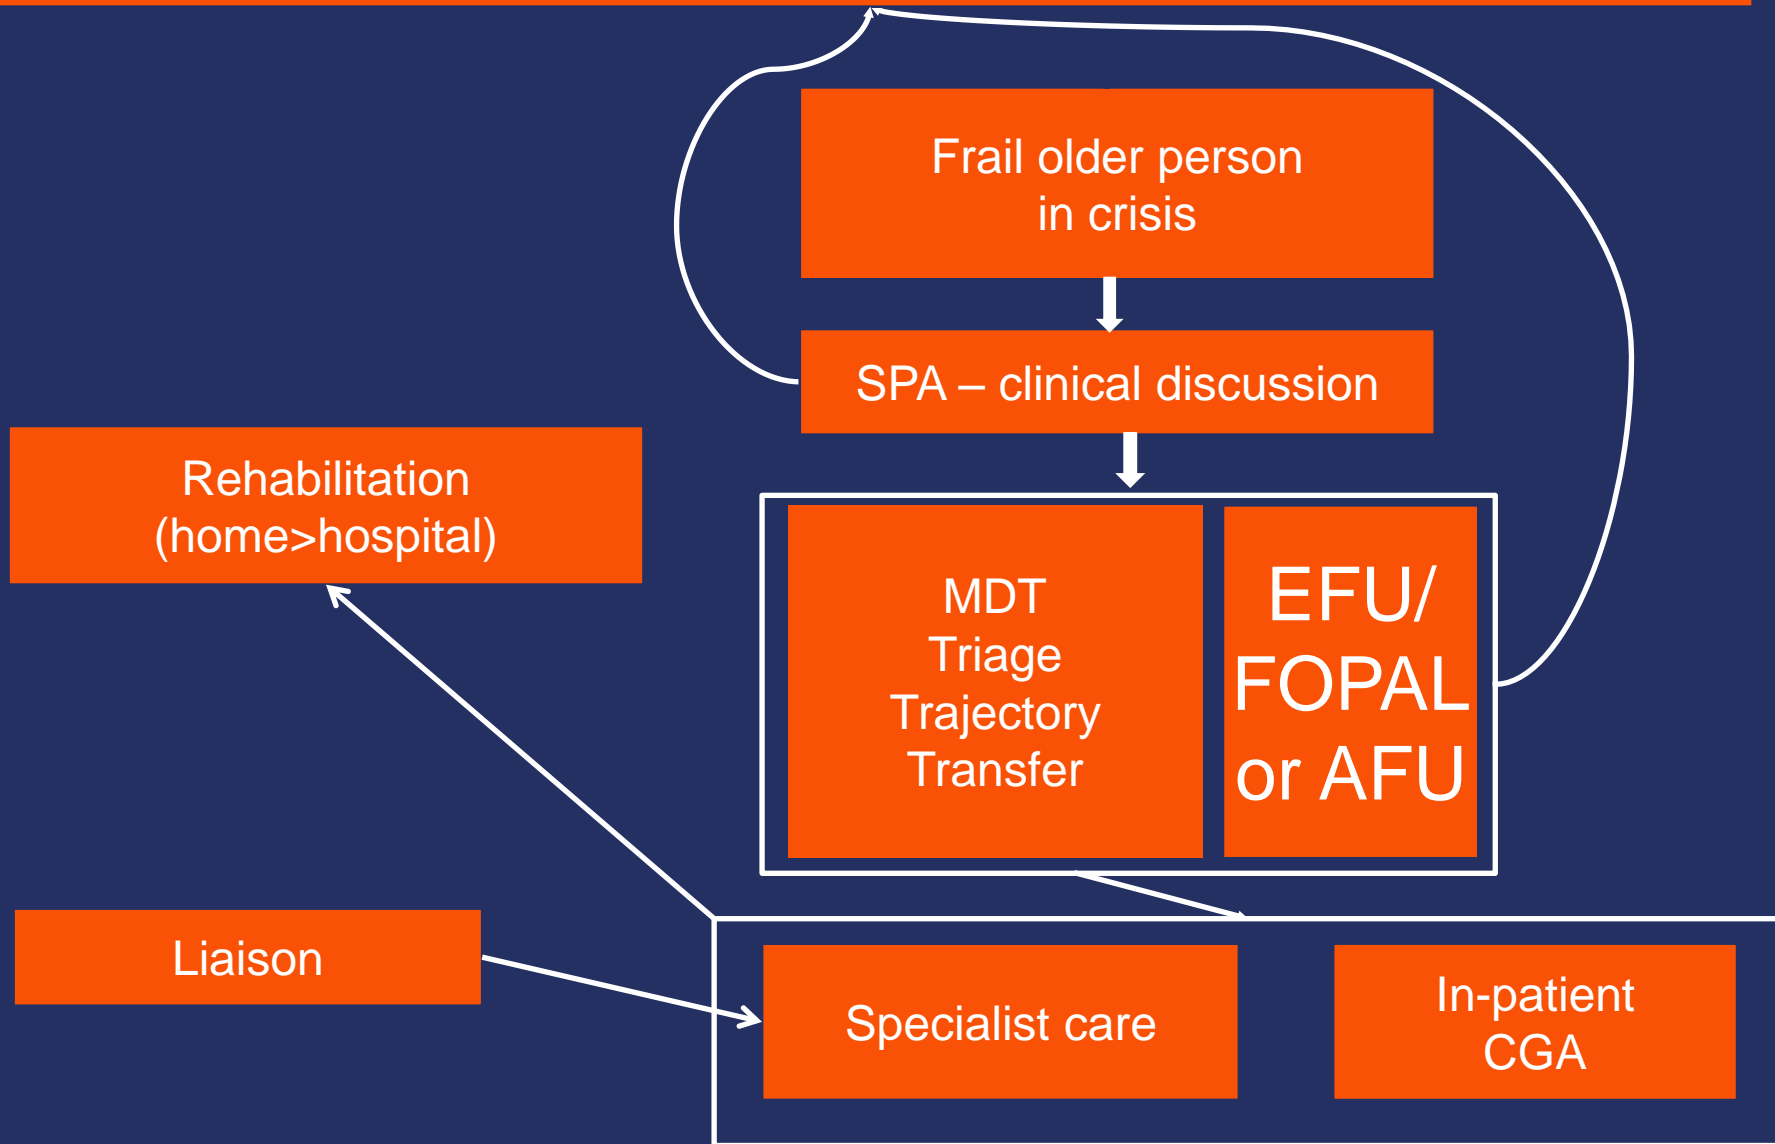 Frail older person
in crisis
SPA – clinical discussion
Rehabilitation
(home>hospital)
MDT
Triage
Trajectory
Transfer
EFU/
FOPAL
or AFU
Liaison
Specialist care
In-patient
CGA